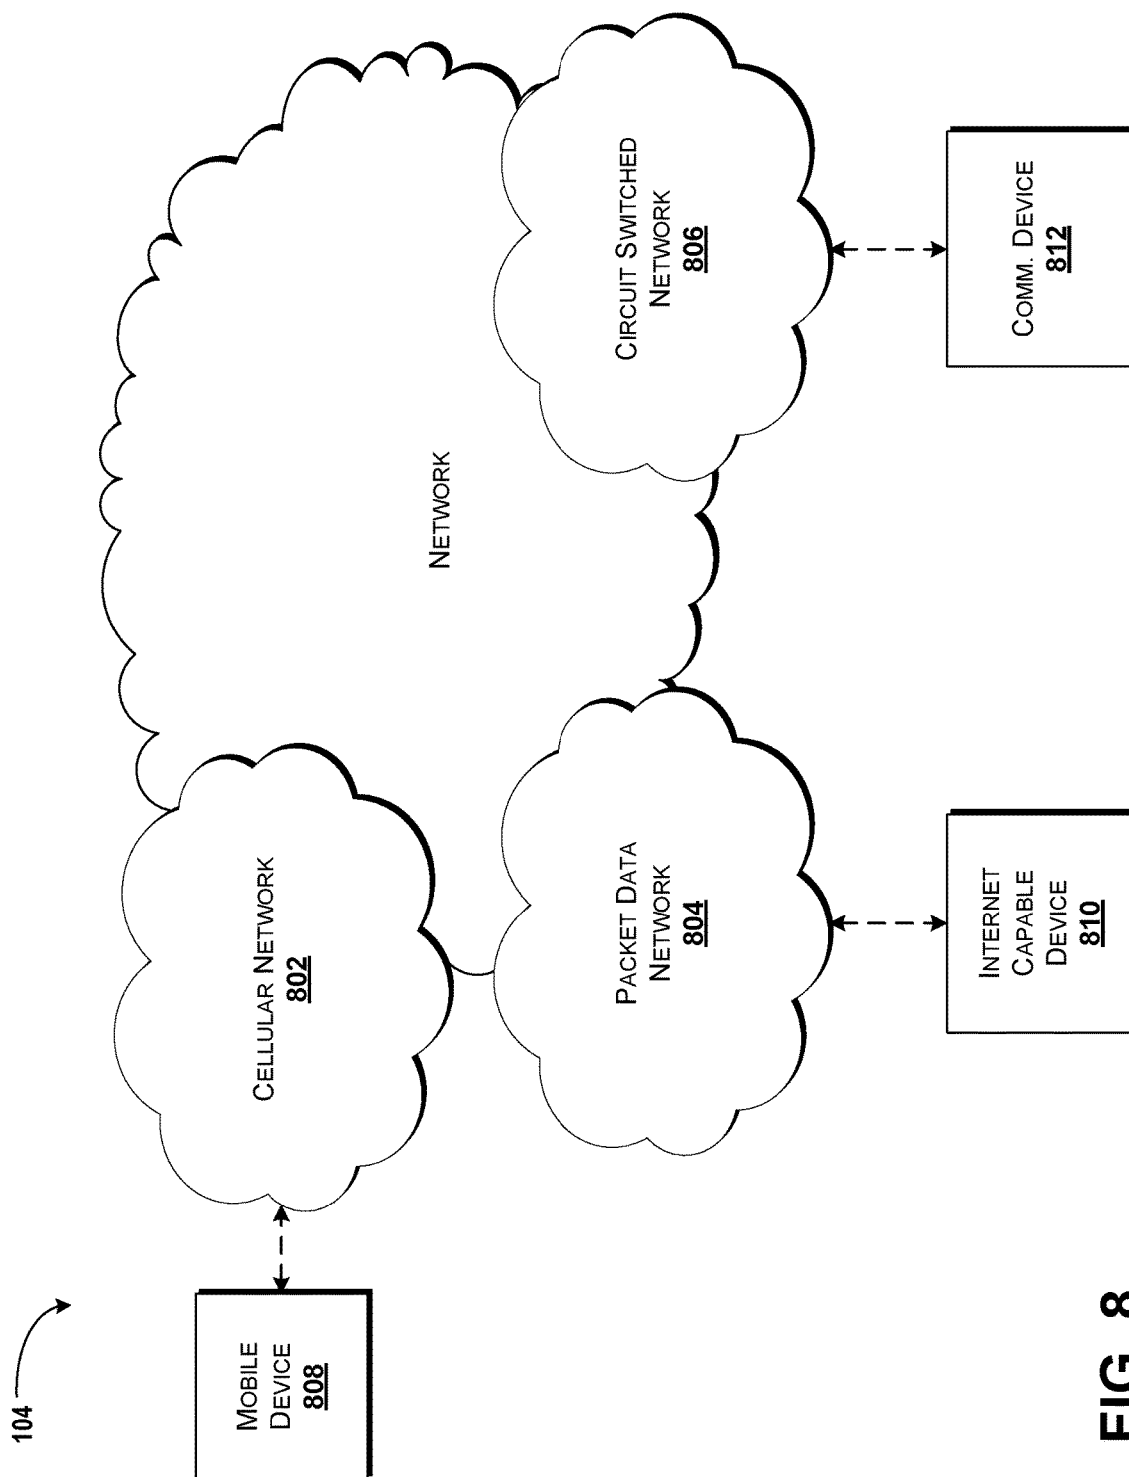 104
MOBILE
DEVICE
808
CELLULAR NETWORK
802
NETWORK
PACKET DATA
NETWORK
804
CIRCUIT SWITCHED
NETWORK
806
INTERNET
CAPABLE
DEVICE
810
COMM. DEVICE
812
FIG. 8